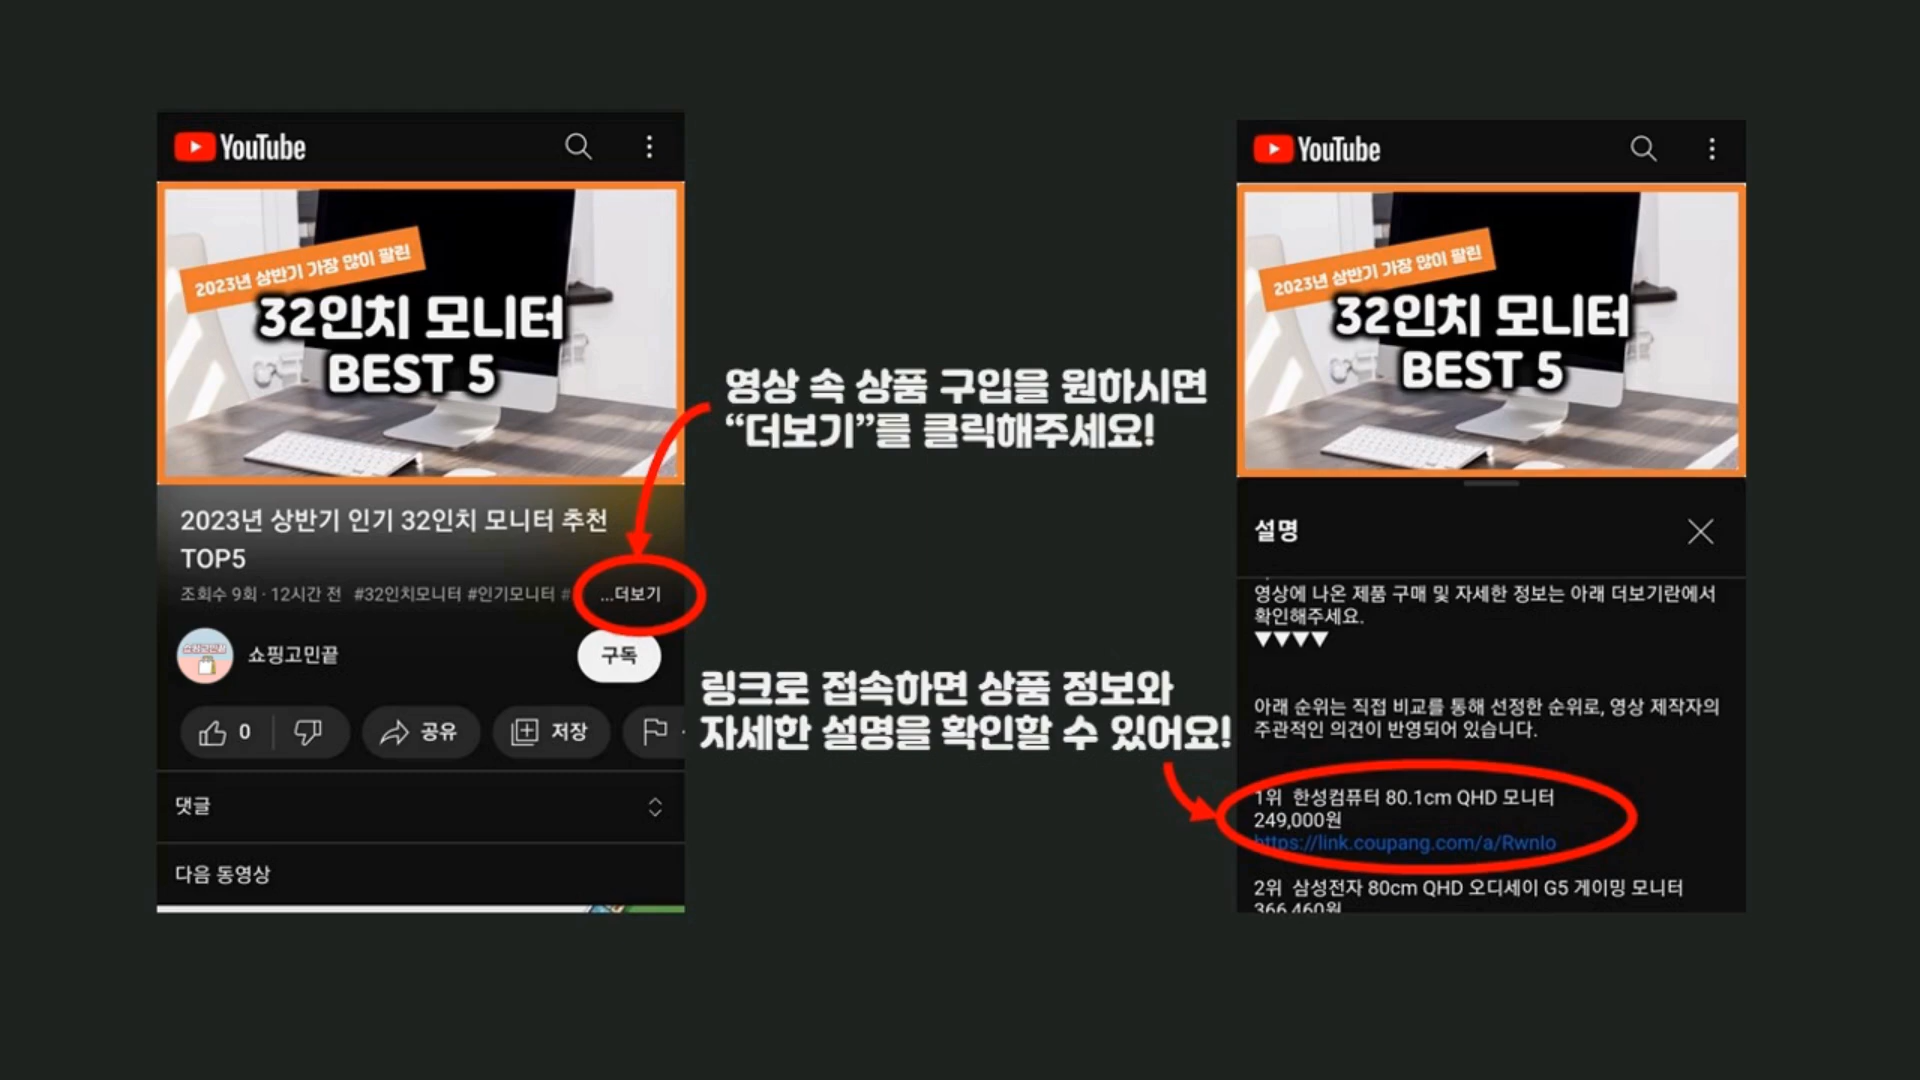 YouTube
2023년 상반기 가장 많이 팔린
32인치 모니터
BEST 5
2023년 상반기 인기 32인치 모니터 추천
TOP5
조회수 9회 · 12시간 전 #32인치모니터 #인기모니터 # ...더보기
쇼핑고민끝
쇼핑고민끝
구독
0
공유
저장
댓글
다음 동영상
영상 속 상품 구입을 원하시면
“더보기”를 클릭해주세요!
링크로 접속하면 상품 정보와
자세한 설명을 확인할 수 있어요!
YouTube
2023년 상반기 가장 많이 팔린
32인치 모니터
BEST 5
설명
영상에 나온 제품 구매 및 자세한 정보는 아래 더보기란에서
확인해주세요.
▼▼▼▼
아래 순위는 직접 비교를 통해 선정한 순위로, 영상 제작자의
주관적인 의견이 반영되어 있습니다.
1위 한성컴퓨터 80.1cm QHD 모니터
249,000원
https://link.coupang.com/a/RwnIo
2위 삼성전자 80cm QHD 오디세이 G5 게이밍 모니터
366,460원